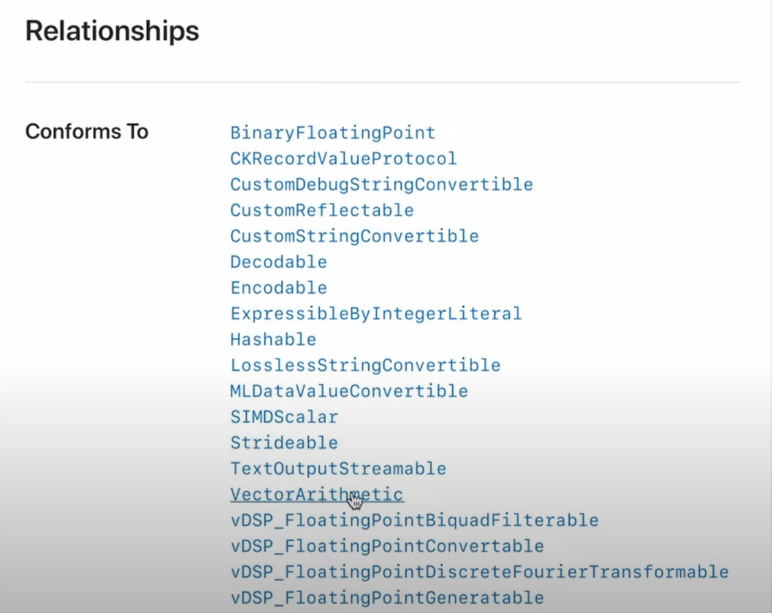 Relationships
Conforms To
BinaryFloatingPoint
CKRecordValueProtocol
CustomDebugStringConvertible
CustomReflectable
CustomStringConvertible
Decodable
Encodable
ExpressibleByIntegerLiteral
Hashable
LosslessStringConvertible
MLDataValueConvertible
SIMDScalar
Strideable
TextOutputStreamable
VectorArithmetic
vDSP_FloatingPointBiquadFilterable
vDSP_FloatingPointConvertable
vDSP_FloatingPointDiscreteFourierTransformable
vDSP_FloatingPointGeneratable